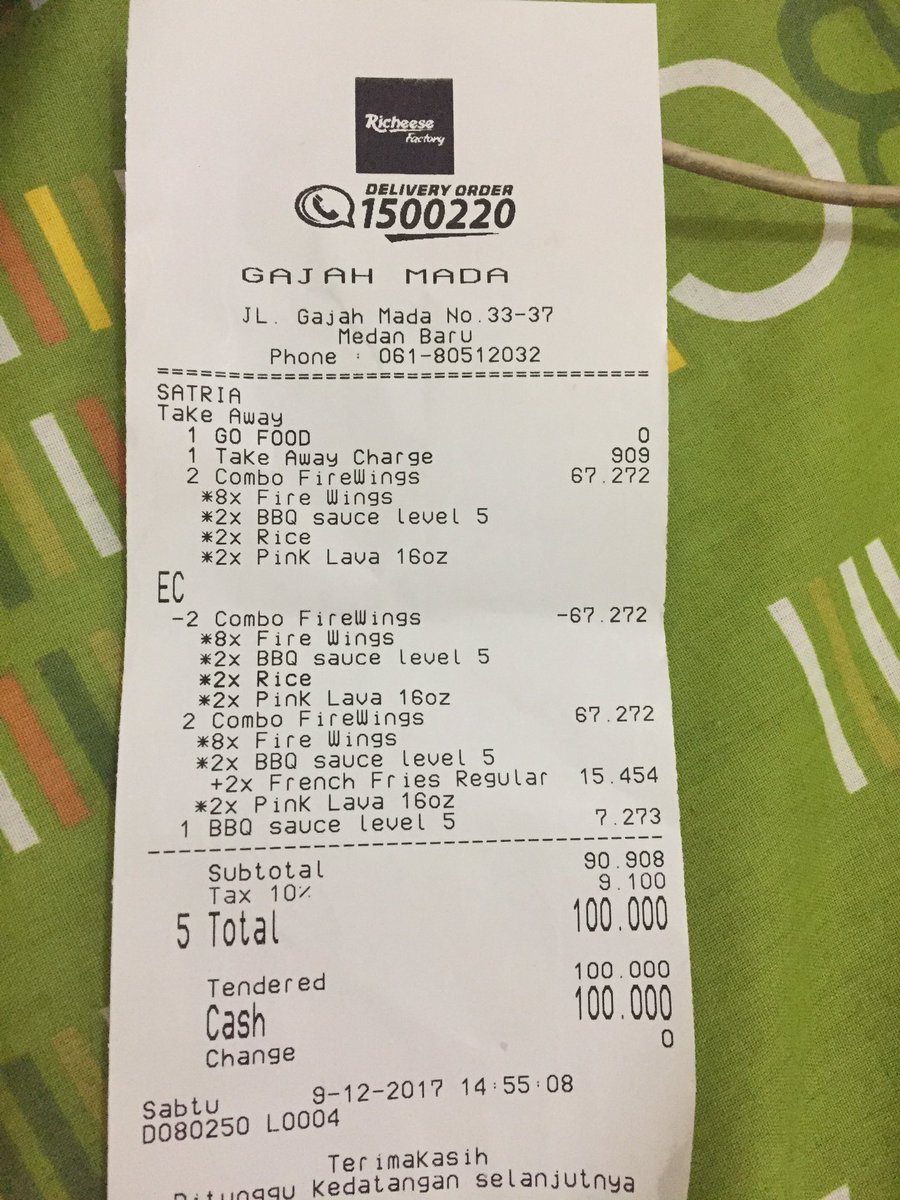 Richeese
Factory
DELIVERY ORDER
1500220
GAJAH MADA
JL. Gajah Mada No.33-37
Medan Baru
Phone : 061-80512032
================================================
SATRIA
Take Away
1 GO FOOD 0
1 Take Away Charge 909
2 Combo FireWings 67.272
*8x Fire Wings
*2x BBQ sauce level 5
*2x Rice
*2x Pink Lava 16oz
EC
-2 Combo FireWings -67.272
*8x Fire Wings
*2x BBQ sauce level 5
*2x Rice
*2x Pink Lava 16oz
2 Combo FireWings 67.272
*8x Fire Wings
*2x BBQ sauce level 5
+2x French Fries Regular 15.454
*2x Pink Lava 16oz
1 BBQ sauce level 5 7.273
------------------------------------------------
Subtotal 90.908
Tax 10% 9.100
5 Total 100.000
Tendered 100.000
Cash 100.000
Change 0
Sabtu 9-12-2017 14:55:08
D080250 L0004
Terimakasih
Ditunggu kedatangan selanjutnya